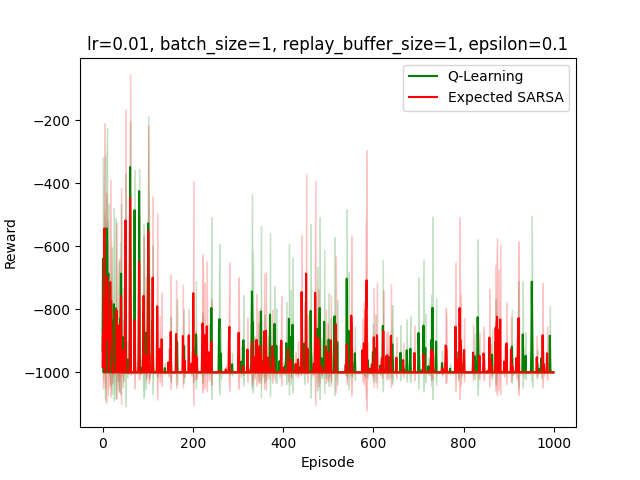 lr=0.01, batch_size=1, replay_buffer_size=1, epsilon=0.1
Q-Learning
Expected SARSA
Reward
−200
−400
−600
−800
−1000
0 200 400 600 800 1000
Episode